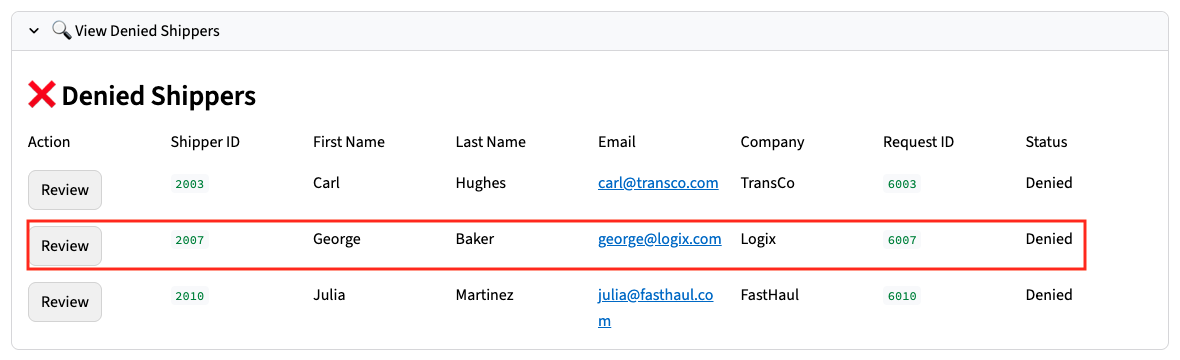 View Denied Shippers
Denied Shippers
Action Shipper ID First Name Last Name Email Company Request ID Status
Review 2003 Carl Hughes carl@transco.com TransCo 6003 Denied
Review 2007 George Baker george@logix.com Logix 6007 Denied
Review 2010 Julia Martinez julia@fasthaul.co FastHaul 6010 Denied
m